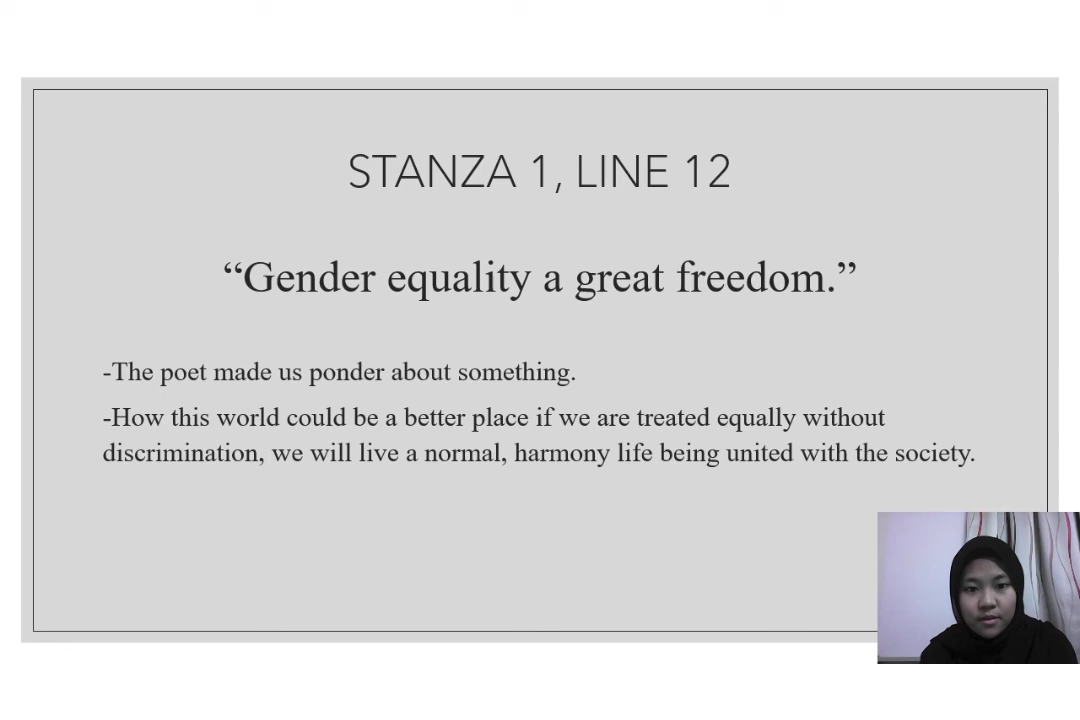 STANZA 1, LINE 12
“Gender equality a great freedom.”
-The poet made us ponder about something.
-How this world could be a better place if we are treated equally without
discrimination, we will live a normal, harmony life being united with the society.